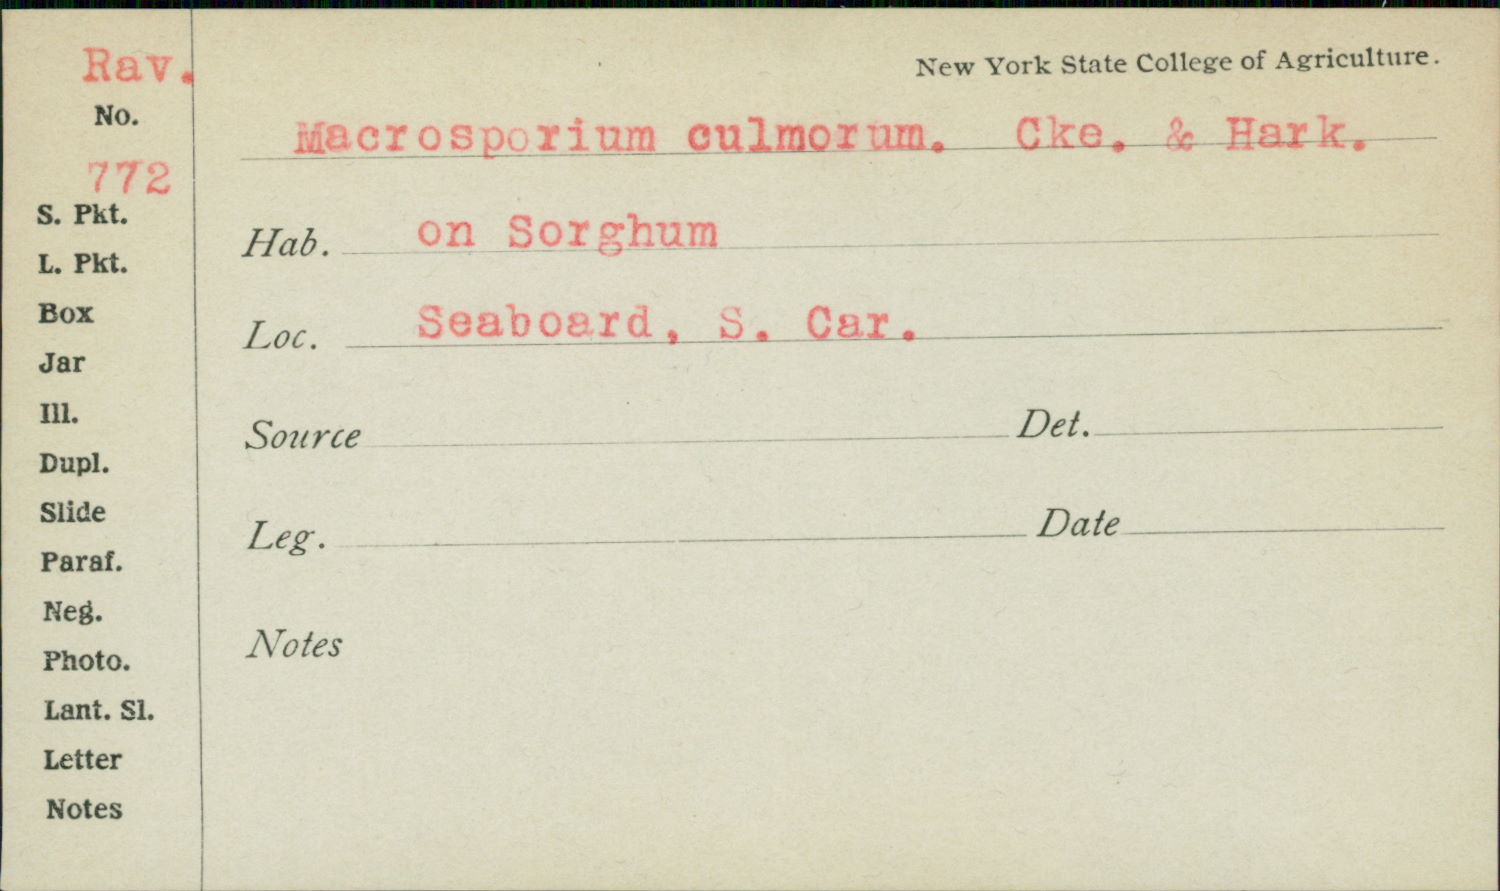 Rav.
No.
772
S. Pkt.
L. Pkt.
Box
Jar
Ill.
Dupl.
Slide
Paraf.
Neg.
Photo.
Lant. Sl.
Letter
Notes
New York State College of Agriculture.
Macrosporium culmorum. Cke. & Hark.
Hab. on Sorghum
Loc. Seaboard, S. Car.
Source Det.
Leg. Date
Notes